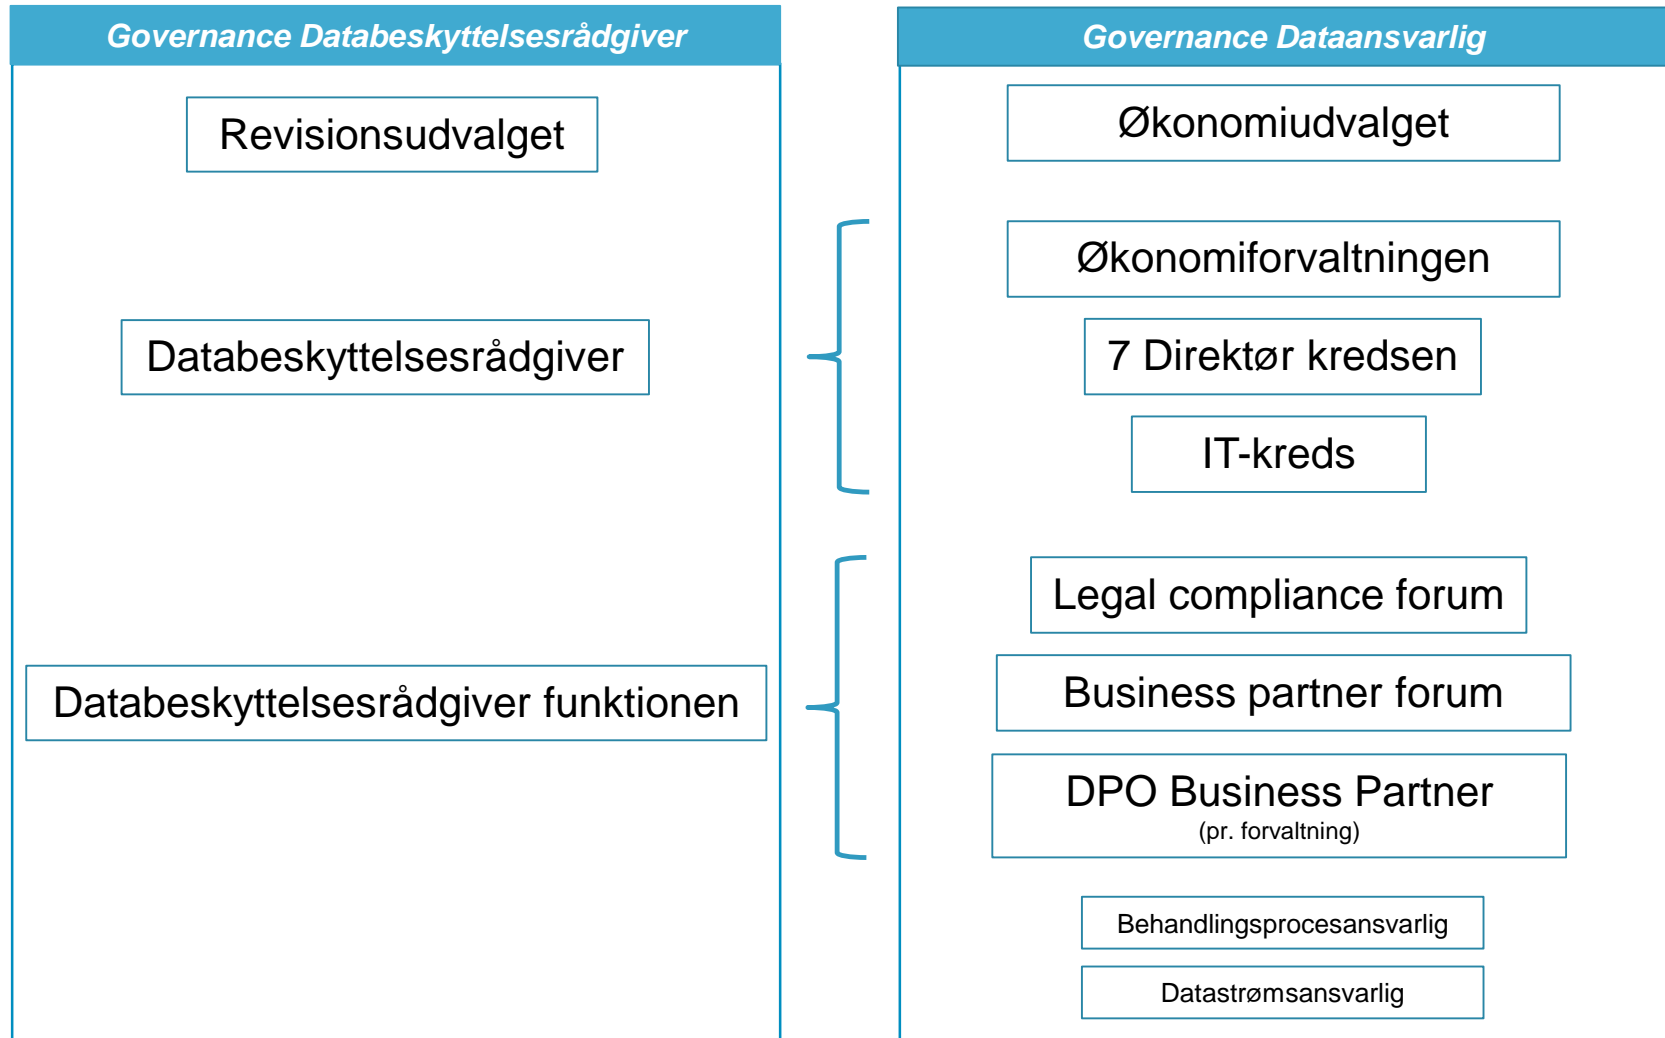 Governance Databeskyttelsesrådgiver
Revisionsudvalget
Databeskyttelsesrådgiver
Databeskyttelsesrådgiver funktionen
Governance Dataansvarlig
Økonomiudvalget
Økonomiforvaltningen
7 Direktør kredsen
IT-kreds
Legal compliance forum
Business partner forum
DPO Business Partner
(pr. forvaltning)
Behandlingsprocesansvarlig
Datastrømsansvarlig